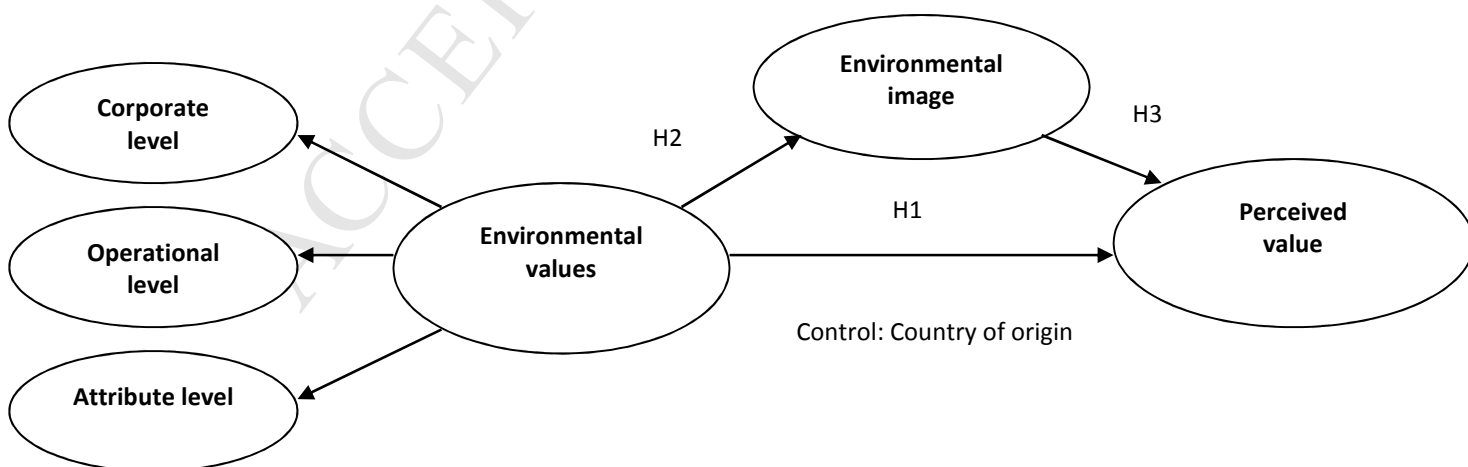 Environmental
image
Corporate
level
H3
H2
H1
Perceived
value
Environmental
values
Operational
level
Control: Country of origin
Attribute level
ACCE